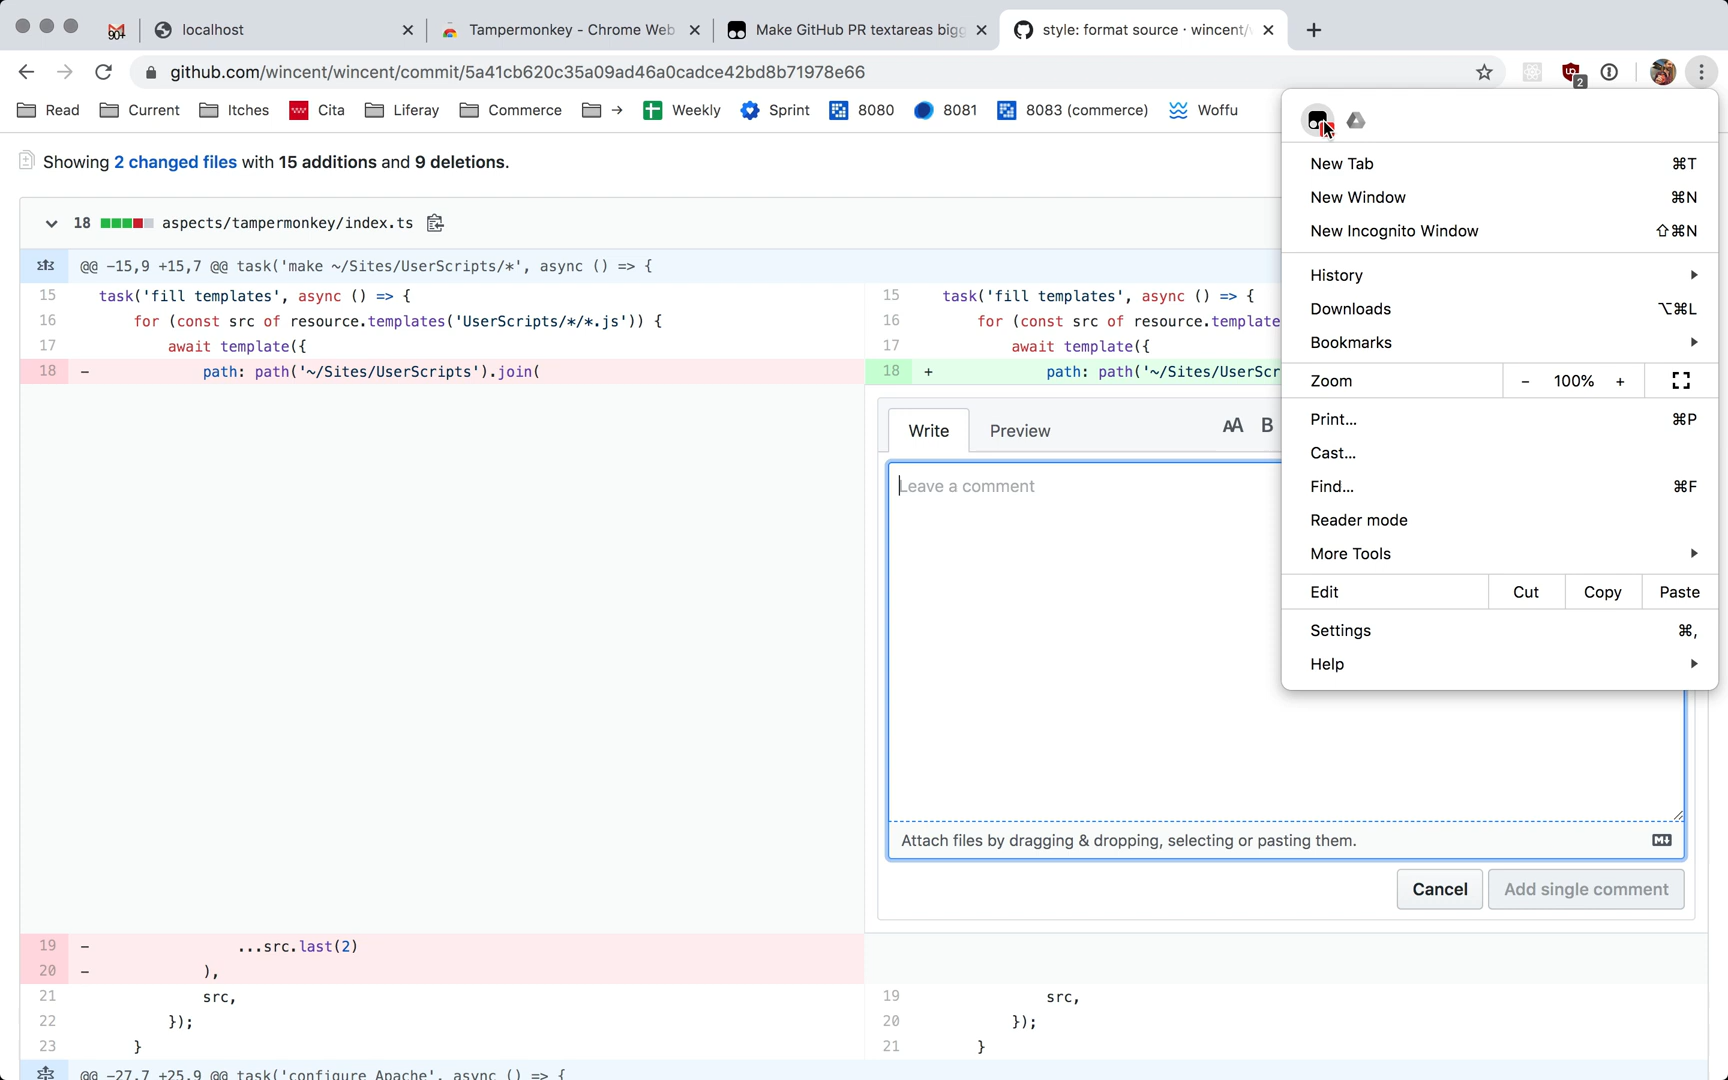 localhost
Tampermonkey - Chrome Web
Make GitHub PR textareas bigg
style: format source · wincent/
github.com/wincent/wincent/commit/5a41cb620c35a09ad46a0cadce42bd8b71978e66
2
Read Current Itches Cita Liferay Commerce → Weekly Sprint 8080 8081 8083 (commerce) Woffu
Showing 2 changed files with 15 additions and 9 deletions.
18 aspects/tampermonkey/index.ts
@@ -15,9 +15,7 @@ task('make ~/Sites/UserScripts/*', async () => {
15 task('fill templates', async () => {
16 for (const src of resource.templates('UserScripts/*/*.js')) {
17 await template({
18 - path: path('~/Sites/UserScripts').join(
19 - ...src.last(2)
20 - ),
21 src,
22 });
23 }
15 task('fill templates', async () => {
16 for (const src of resource.template
17 await template({
18 + path: path('~/Sites/UserScr
Write Preview AA B
Leave a comment
Attach files by dragging & dropping, selecting or pasting them.
Cancel Add single comment
19 src,
20 });
21 }
@@ -27,7 +25,9 @@ task('configure Apache', async () => {
New Tab ⌘T
New Window ⌘N
New Incognito Window ⇧⌘N
History
Downloads ⌥⌘L
Bookmarks
Zoom - 100% +
Print... ⌘P
Cast...
Find... ⌘F
Reader mode
More Tools
Edit Cut Copy Paste
Settings ⌘,
Help